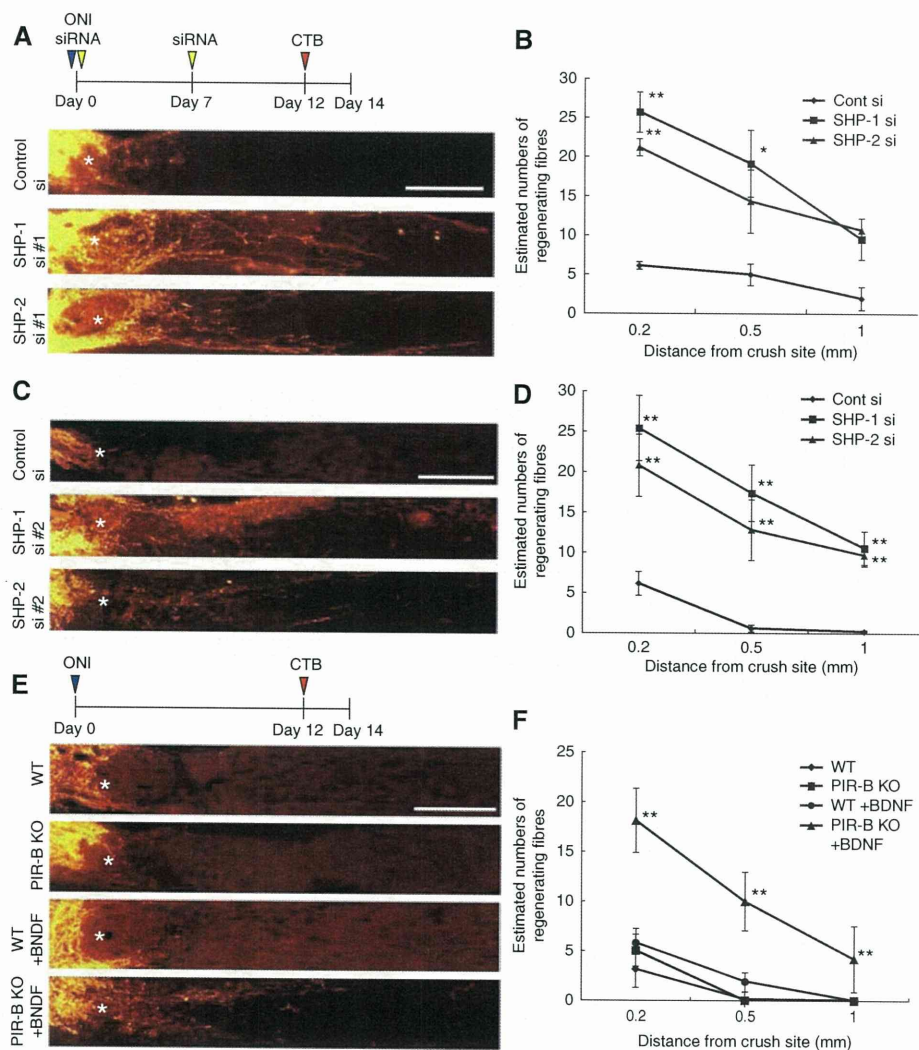 A
ONI
siRNA
siRNA
CTB
Day 0
Day 7
Day 12
Day 14
Control
si
*
SHP-1
si #1
*
SHP-2
si #1
*
B
Estimated numbers of
regenerating fibres
30
25
20
15
10
5
0
**
**
*
Cont si
SHP-1 si
SHP-2 si
0.2
0.5
1
Distance from crush site (mm)
C
Control
si
*
SHP-1
si #2
*
SHP-2
si #2
*
D
Estimated numbers of
regenerating fibres
30
25
20
15
10
5
0
**
**
**
**
**
**
Cont si
SHP-1 si
SHP-2 si
0.2
0.5
1
Distance from crush site (mm)
E
ONI
CTB
Day 0
Day 12
Day 14
WT
*
PIR-B KO
*
WT
+BNDF
*
PIR-B KO
+BNDF
*
F
Estimated numbers of
regenerating fibres
25
20
15
10
5
0
**
**
**
WT
PIR-B KO
WT +BDNF
PIR-B KO
+BDNF
0.2
0.5
1
Distance from crush site (mm)